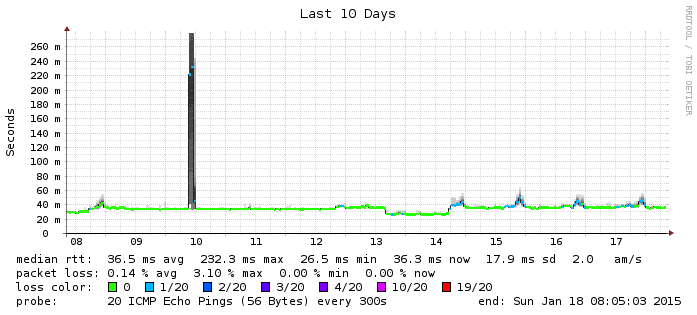 Last 10 Days
RRDTOOL / TOBI OETIKER
Seconds
260 m
240 m
220 m
200 m
180 m
160 m
140 m
120 m
100 m
80 m
60 m
40 m
20 m
0
08 09 10 11 12 13 14 15 16 17
median rtt: 36.5 ms avg 232.3 ms max 26.5 ms min 36.3 ms now 17.9 ms sd 2.0 am/s
packet loss: 0.14 % avg 3.10 % max 0.00 % min 0.00 % now
loss color: 0 1/20 2/20 3/20 4/20 10/20 19/20
probe: 20 ICMP Echo Pings (56 Bytes) every 300s end: Sun Jan 18 08:05:03 2015